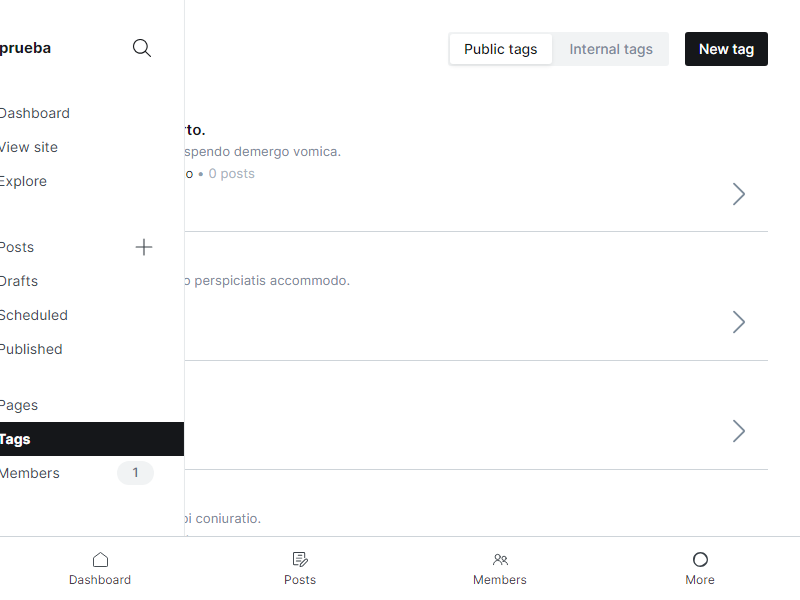 prueba
Public tags
Internal tags
New tag
Dashboard
View site
Explore
Posts
Drafts
Scheduled
Published
Pages
Tags
Members
1
rto.
spendo demergo vomica.
o • 0 posts
o perspiciatis accommodo.
pi coniuratio.
Dashboard
Posts
Members
More